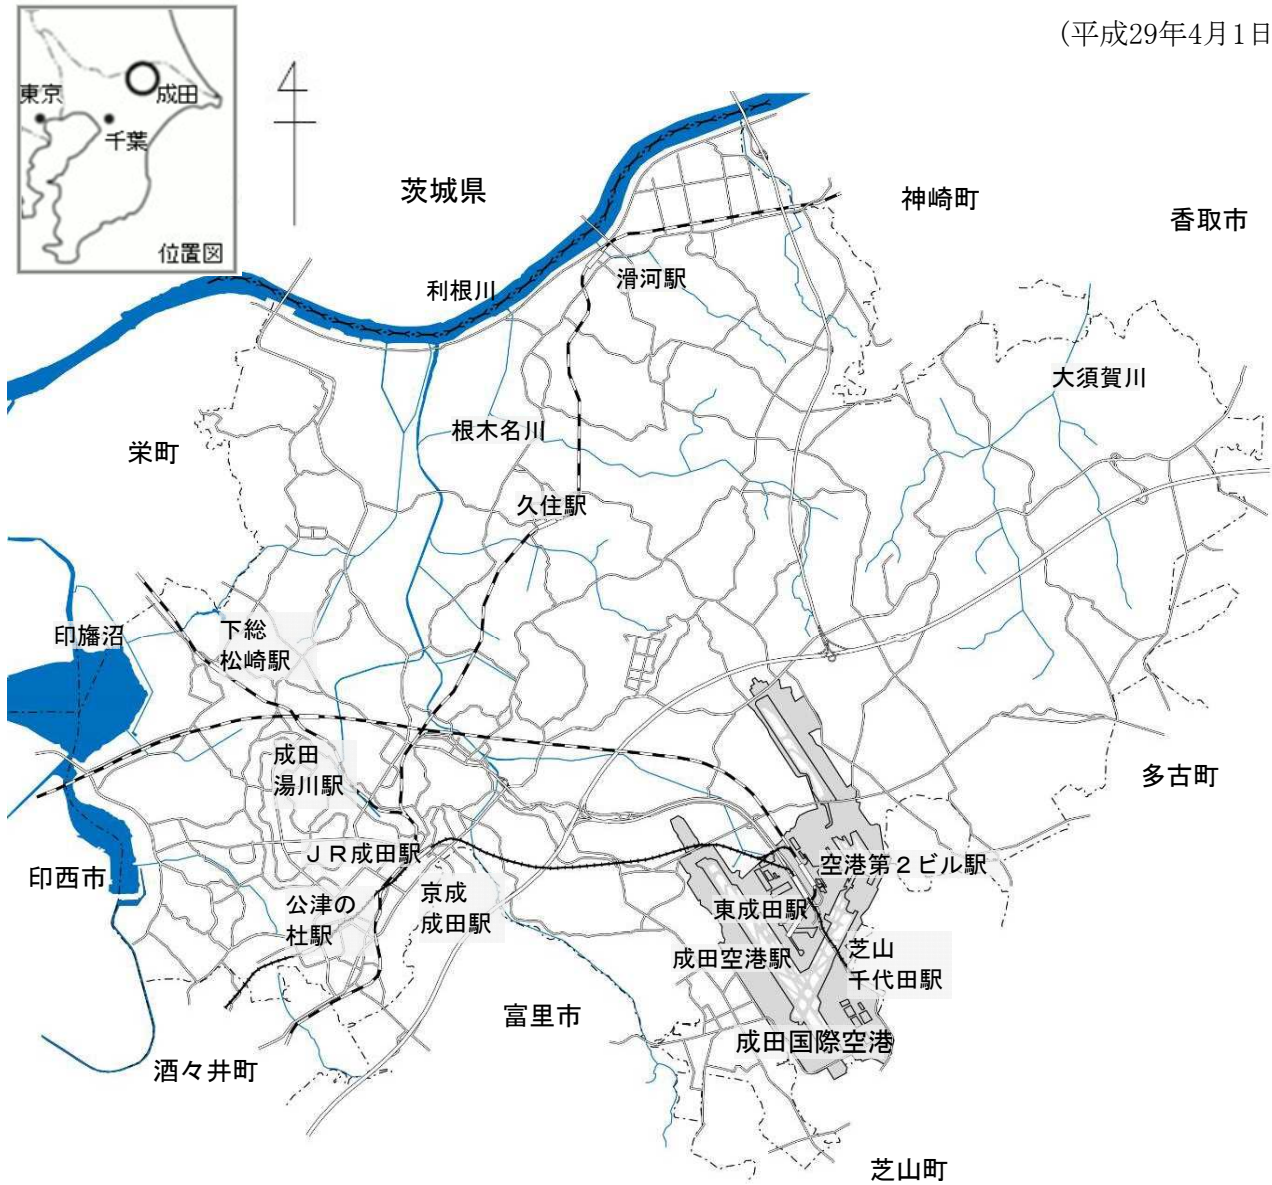 (平成29年4月1日
東京
成田
千葉
位置図
茨城県
神崎町
香取市
利根川
滑河駅
大須賀川
栄町
根木名川
久住駅
印旛沼
下総
松崎駅
成田
湯川駅
多古町
JR成田駅
空港第2ビル駅
印西市
公津の
杜駅
京成
成田駅
東成田駅
成田空港駅
芝山
千代田駅
富里市
成田国際空港
酒々井町
芝山町